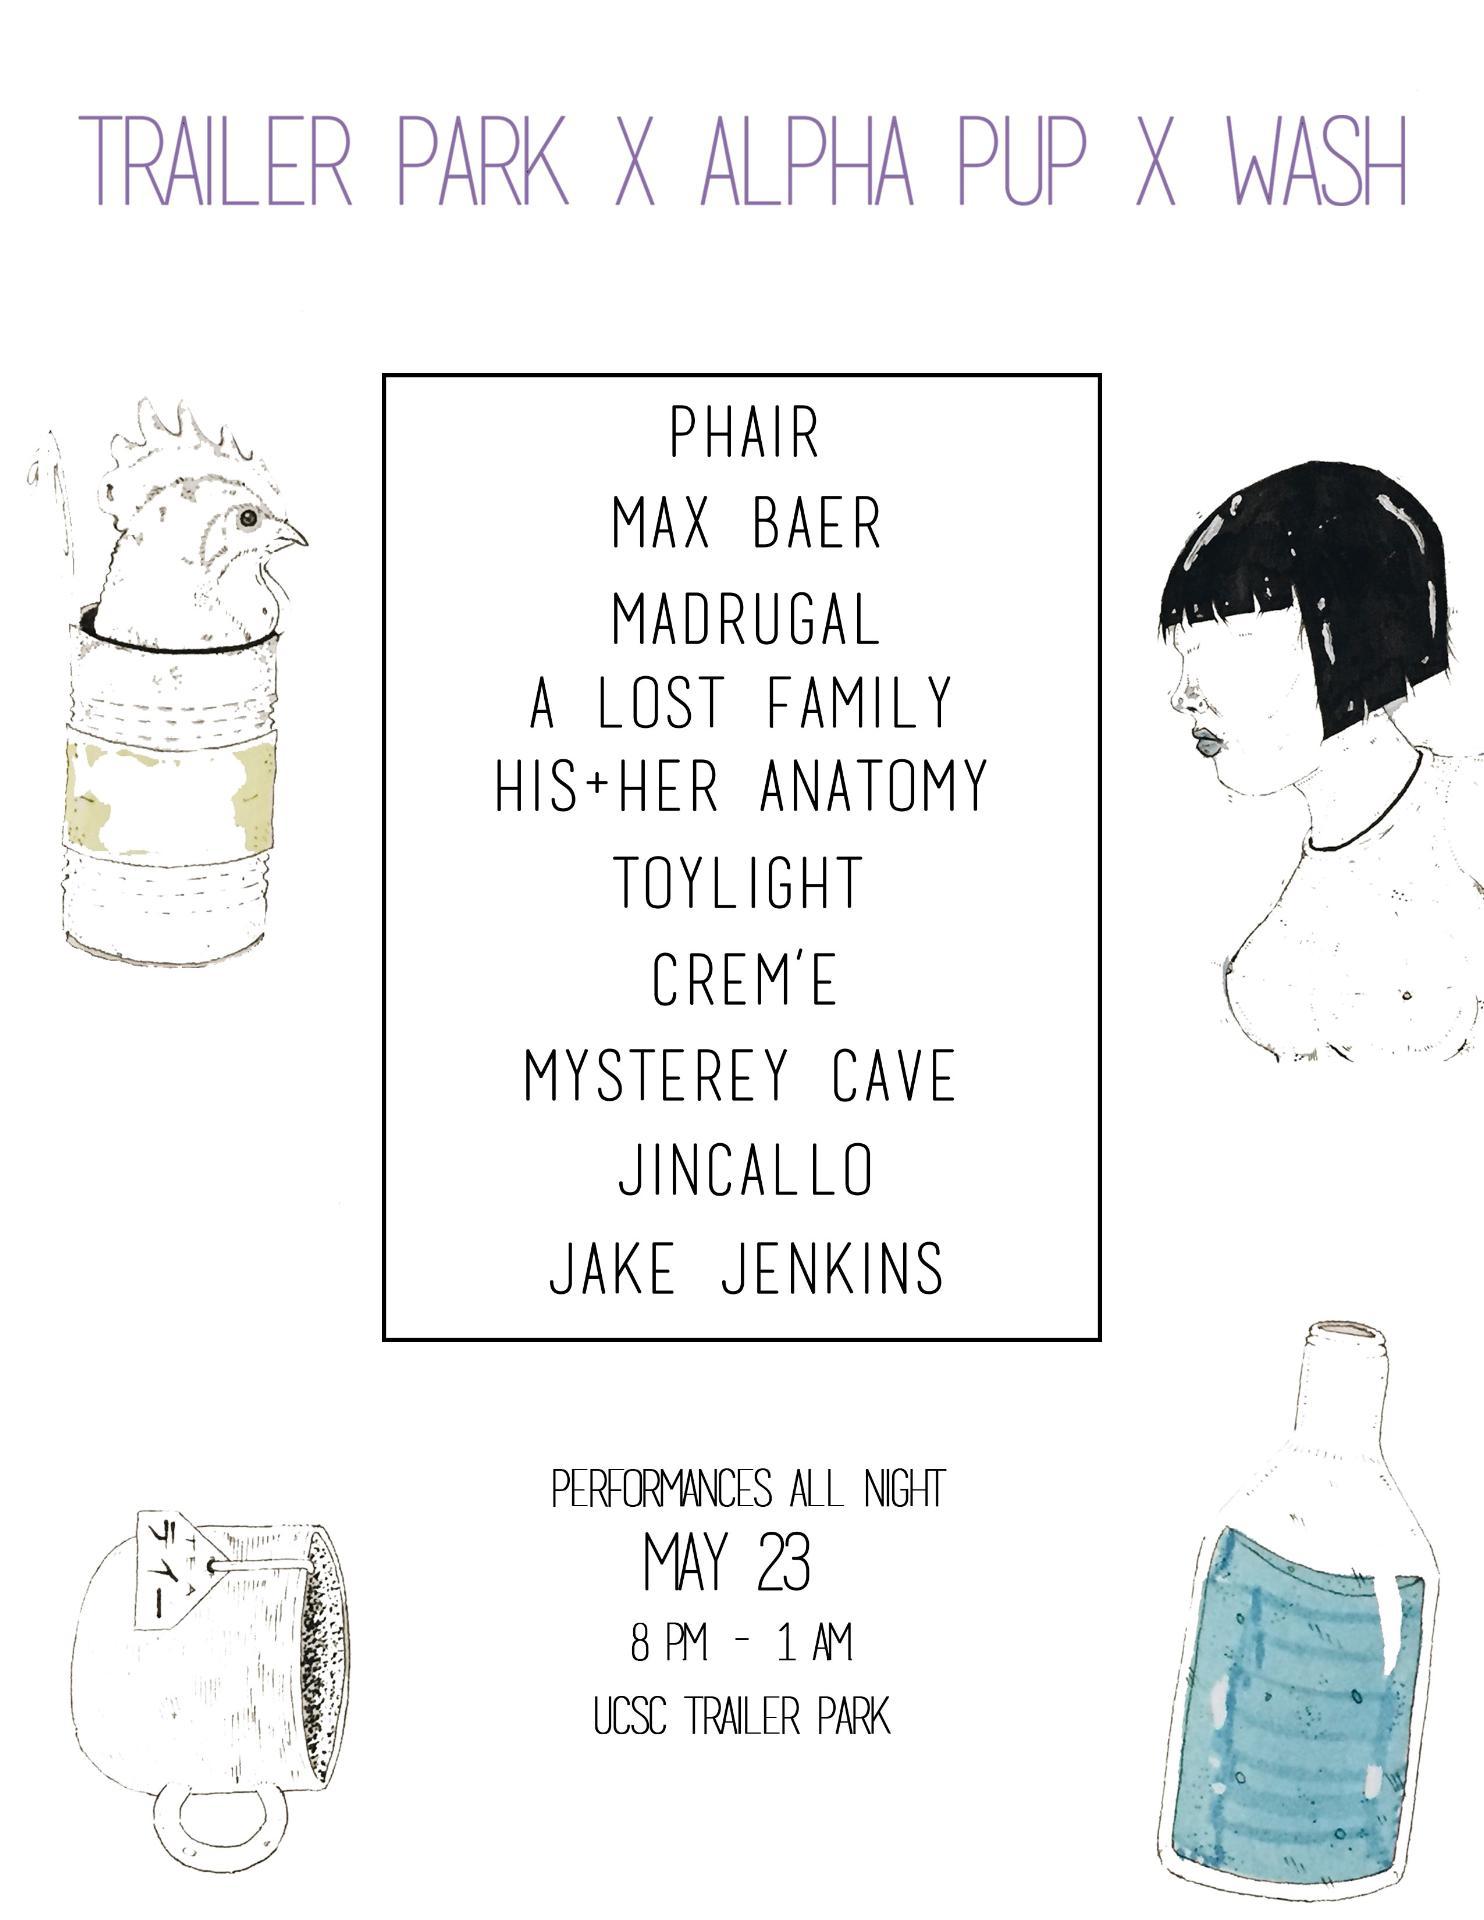 TRAILER PARK X ALPHA PUP X WASH
PHAIR
MAX BAER
MADRUGAL
A LOST FAMILY
HIS+HER ANATOMY
TOYLIGHT
CREM'E
MYSTEREY CAVE
JINCALLO
JAKE JENKINS
PERFORMANCES ALL NIGHT
MAY 23
8 PM - 1 AM
UCSC TRAILER PARK